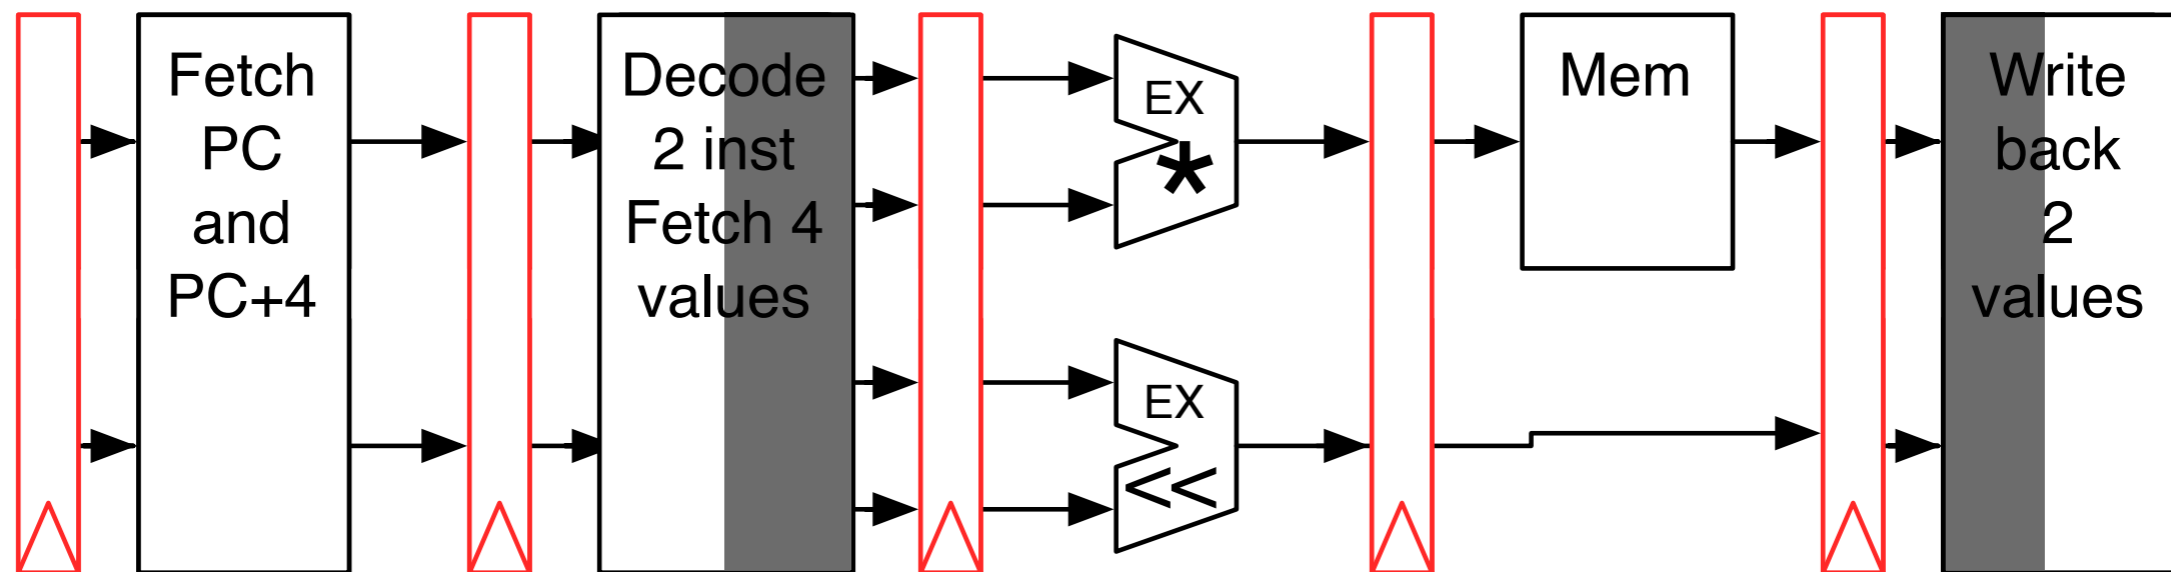 Fetch
PC
and
PC+4
Decode
2 inst
Fetch 4
values
EX
*
EX
<<
Mem
Write
back
2
values